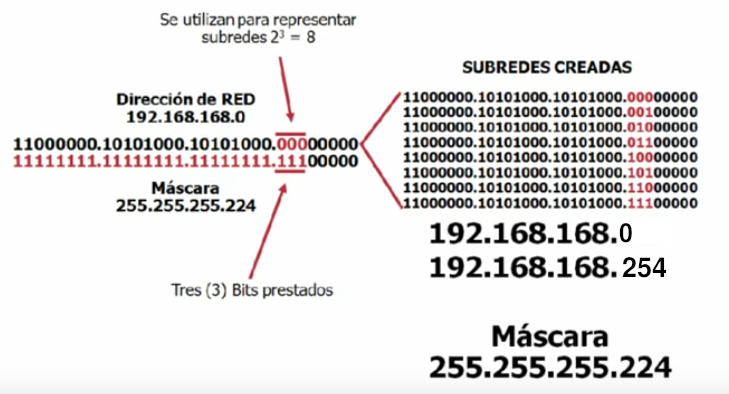 Se utilizan para representar
subredes 2³ = 8
Dirección de RED
192.168.168.0
11000000.10101000.10101000.00000000
11111111.11111111.11111111.11100000
Máscara
255.255.255.224
Tres (3) Bits prestados
SUBREDES CREADAS
11000000.10101000.10101000.00000000
11000000.10101000.10101000.00100000
11000000.10101000.10101000.01000000
11000000.10101000.10101000.01100000
11000000.10101000.10101000.10000000
11000000.10101000.10101000.10100000
11000000.10101000.10101000.11000000
11000000.10101000.10101000.11100000
192.168.168.0
192.168.168.254
Máscara
255.255.255.224